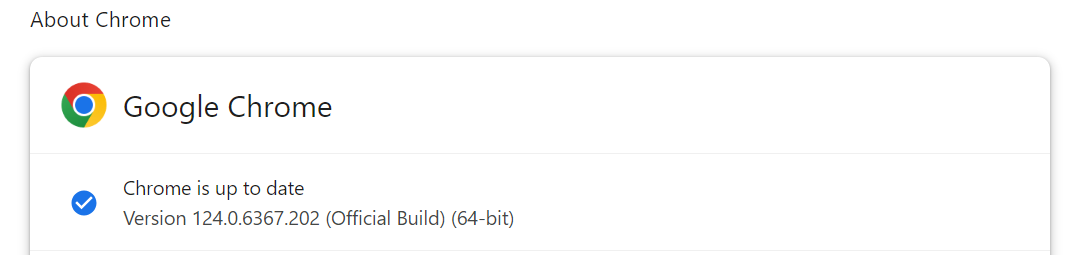 About Chrome
Google Chrome
Chrome is up to date
Version 124.0.6367.202 (Official Build) (64-bit)